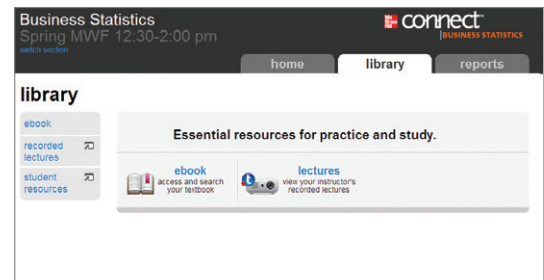 Business Statistics
Spring MWF 12:30-2:00 pm
switch section
connect
BUSINESS STATISTICS
home library reports
library
ebook
recorded
lectures
student
resources
Essential resources for practice and study.
ebook
access and search
your textbook
lectures
view your instructor's
recorded lectures